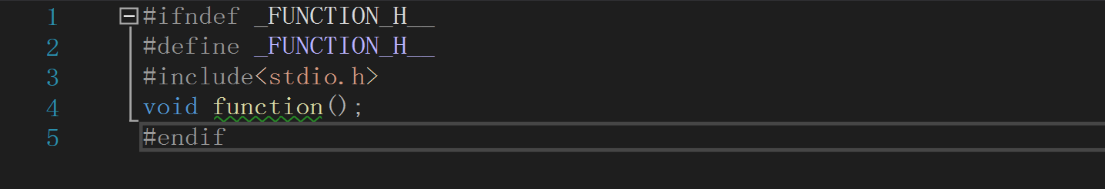 1 #ifndef _FUNCTION_H__
2 #define _FUNCTION_H__
3 #include<stdio.h>
4 void function();
5 #endif